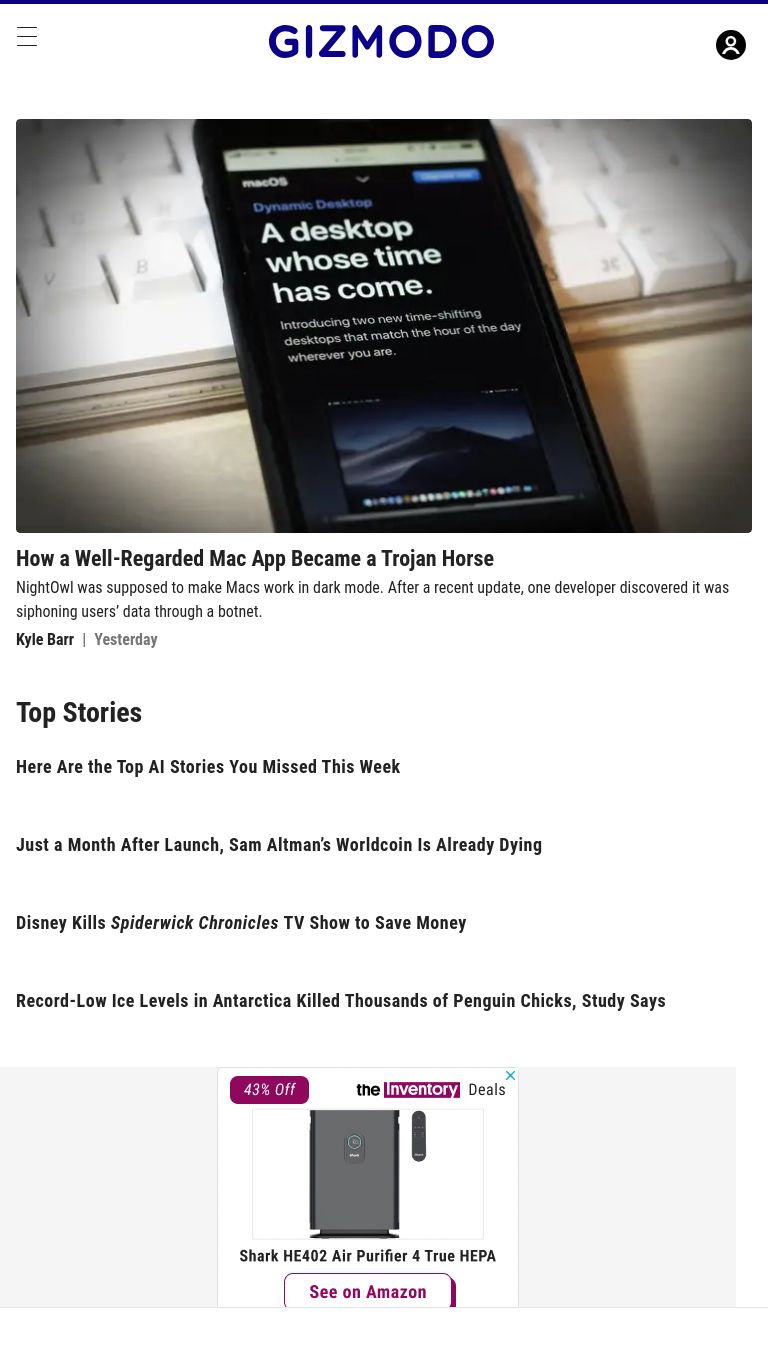 GIZMODO
macOS
Dynamic Desktop
A desktop
whose time
has come.
Introducing two new time-shifting
desktops that match the hour of the day
wherever you are.
B
How a Well-Regarded Mac App Became a Trojan Horse
NightOwl was supposed to make Macs work in dark mode. After a recent update, one developer discovered it was
siphoning users’ data through a botnet.
Kyle Barr | Yesterday
Top Stories
Here Are the Top AI Stories You Missed This Week
Just a Month After Launch, Sam Altman’s Worldcoin Is Already Dying
Disney Kills Spiderwick Chronicles TV Show to Save Money
Record-Low Ice Levels in Antarctica Killed Thousands of Penguin Chicks, Study Says
43% Off
the Inventory Deals
Shark HE402 Air Purifier 4 True HEPA
See on Amazon